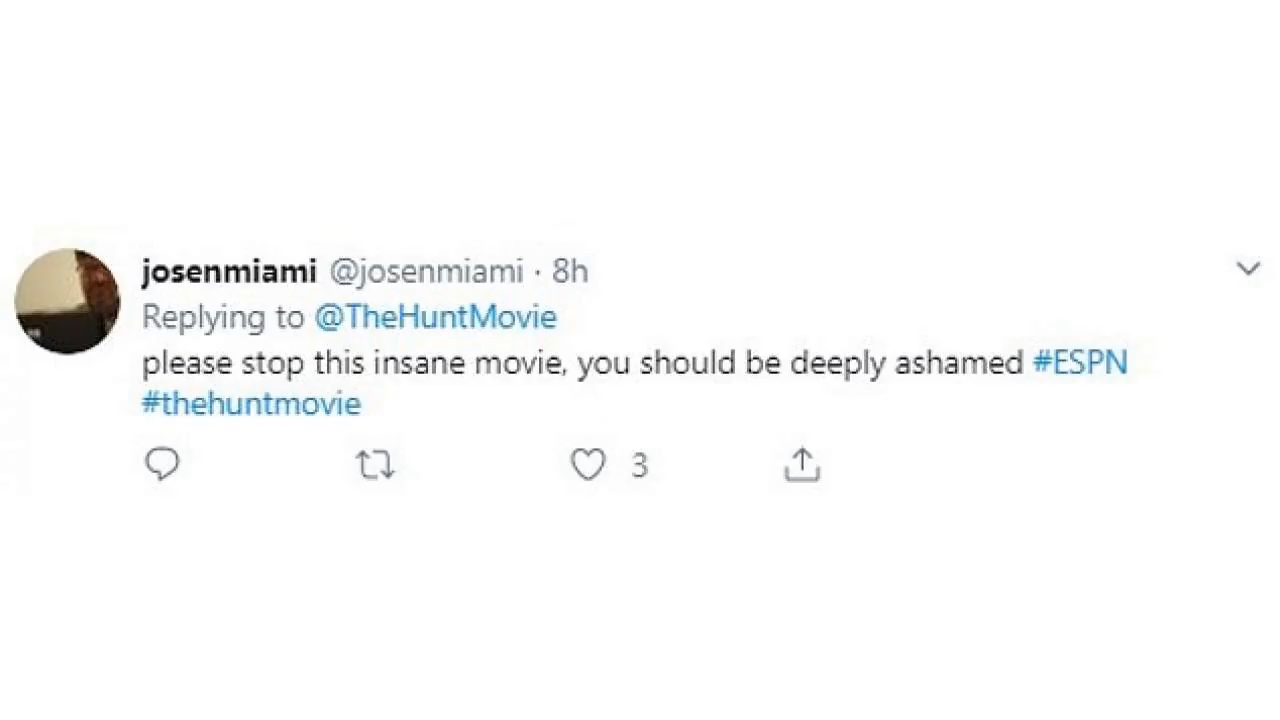 josenmiami @josenmiami · 8h
Replying to @TheHuntMovie
please stop this insane movie, you should be deeply ashamed #ESPN
#thehuntmovie
3